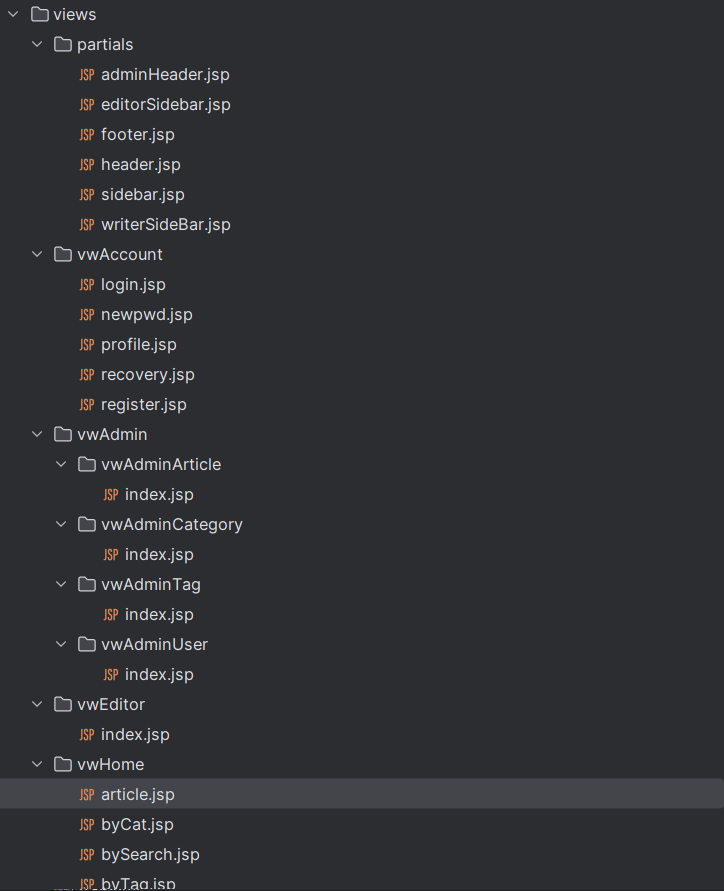 views
partials
JSP adminHeader.jsp
JSP editorSidebar.jsp
JSP footer.jsp
JSP header.jsp
JSP sidebar.jsp
JSP writerSideBar.jsp
vwAccount
JSP login.jsp
JSP newpwd.jsp
JSP profile.jsp
JSP recovery.jsp
JSP register.jsp
vwAdmin
vwAdminArticle
JSP index.jsp
vwAdminCategory
JSP index.jsp
vwAdminTag
JSP index.jsp
vwAdminUser
JSP index.jsp
vwEditor
JSP index.jsp
vwHome
JSP article.jsp
JSP byCat.jsp
JSP bySearch.jsp
JSP byTag.jsp